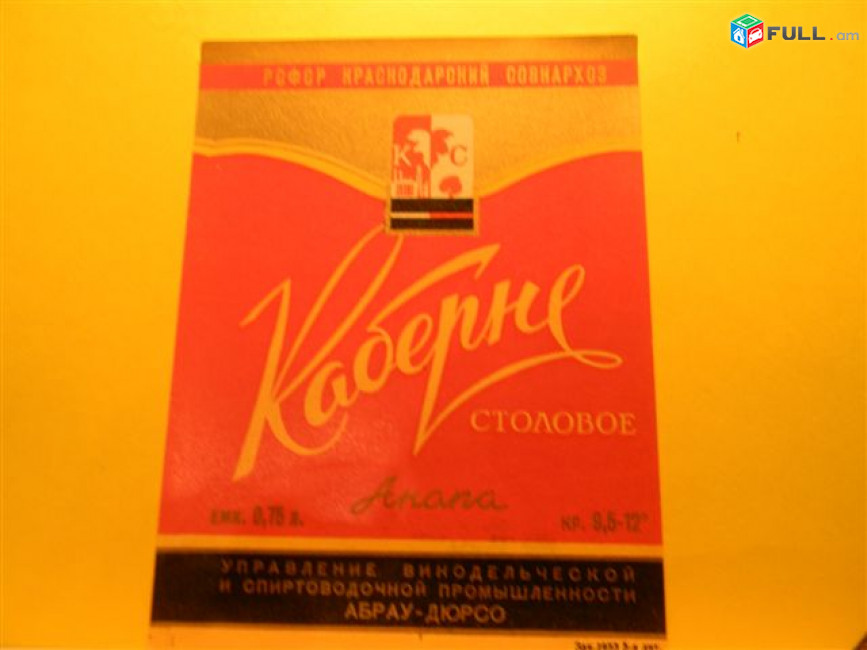 FULL.am
РСФСР КРАСНОДАРСКИЙ СОВНАРХОЗ
К С
Каберне
СТОЛОВОЕ
Анапа
ЕМК. 0,75 л. КР. 9,5-12°
УПРАВЛЕНИЕ ВИНОДЕЛЬЧЕСКОЙ
И СПИРТОВОДОЧНОЙ ПРОМЫШЛЕННОСТИ
АБРАУ-ДЮРСО